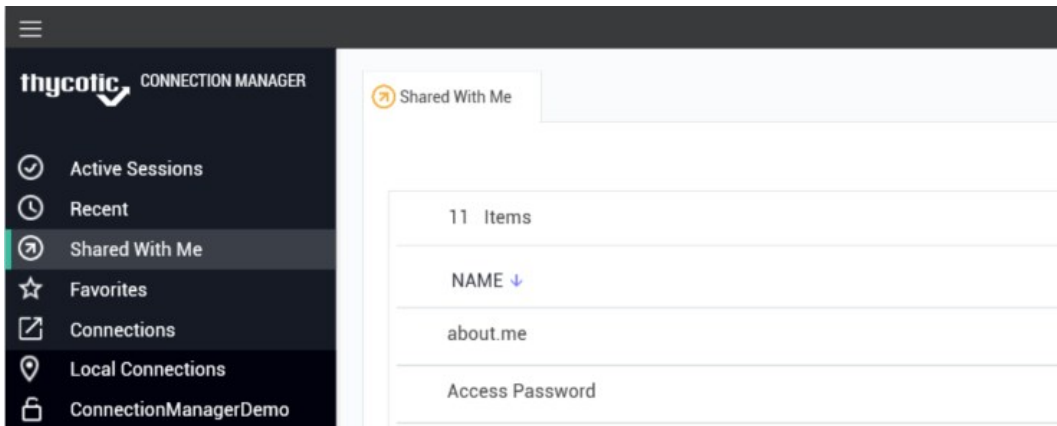 thycotic CONNECTION MANAGER
Active Sessions
Recent
Shared With Me
Favorites
Connections
Local Connections
ConnectionManagerDemo
Shared With Me
11 Items
NAME
about.me
Access Password